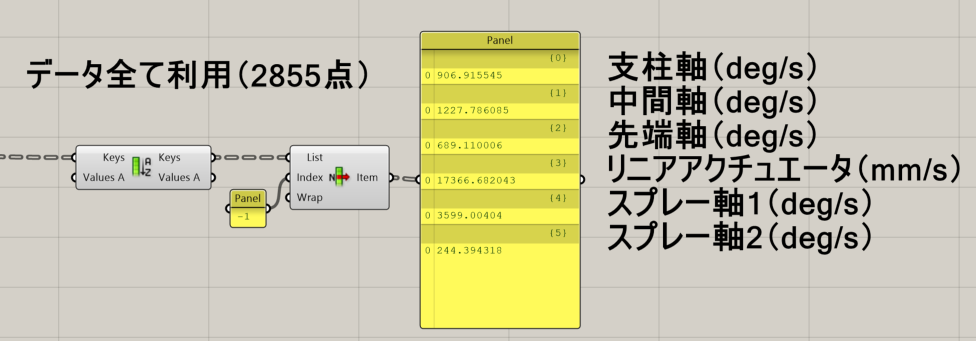 データ全て利用（2855点）
Keys
Values A
A
Z
Keys
Values A
Panel
-1
List
Index
Wrap
N
Item
Panel
{0}
0 906.915545
{1}
0 1227.786085
{2}
0 689.110006
{3}
0 17366.682043
{4}
0 3599.00404
{5}
0 244.394318
支柱軸（deg/s）
中間軸（deg/s）
先端軸（deg/s）
リニアアクチュエータ（mm/s）
スプレー軸1（deg/s）
スプレー軸2（deg/s）